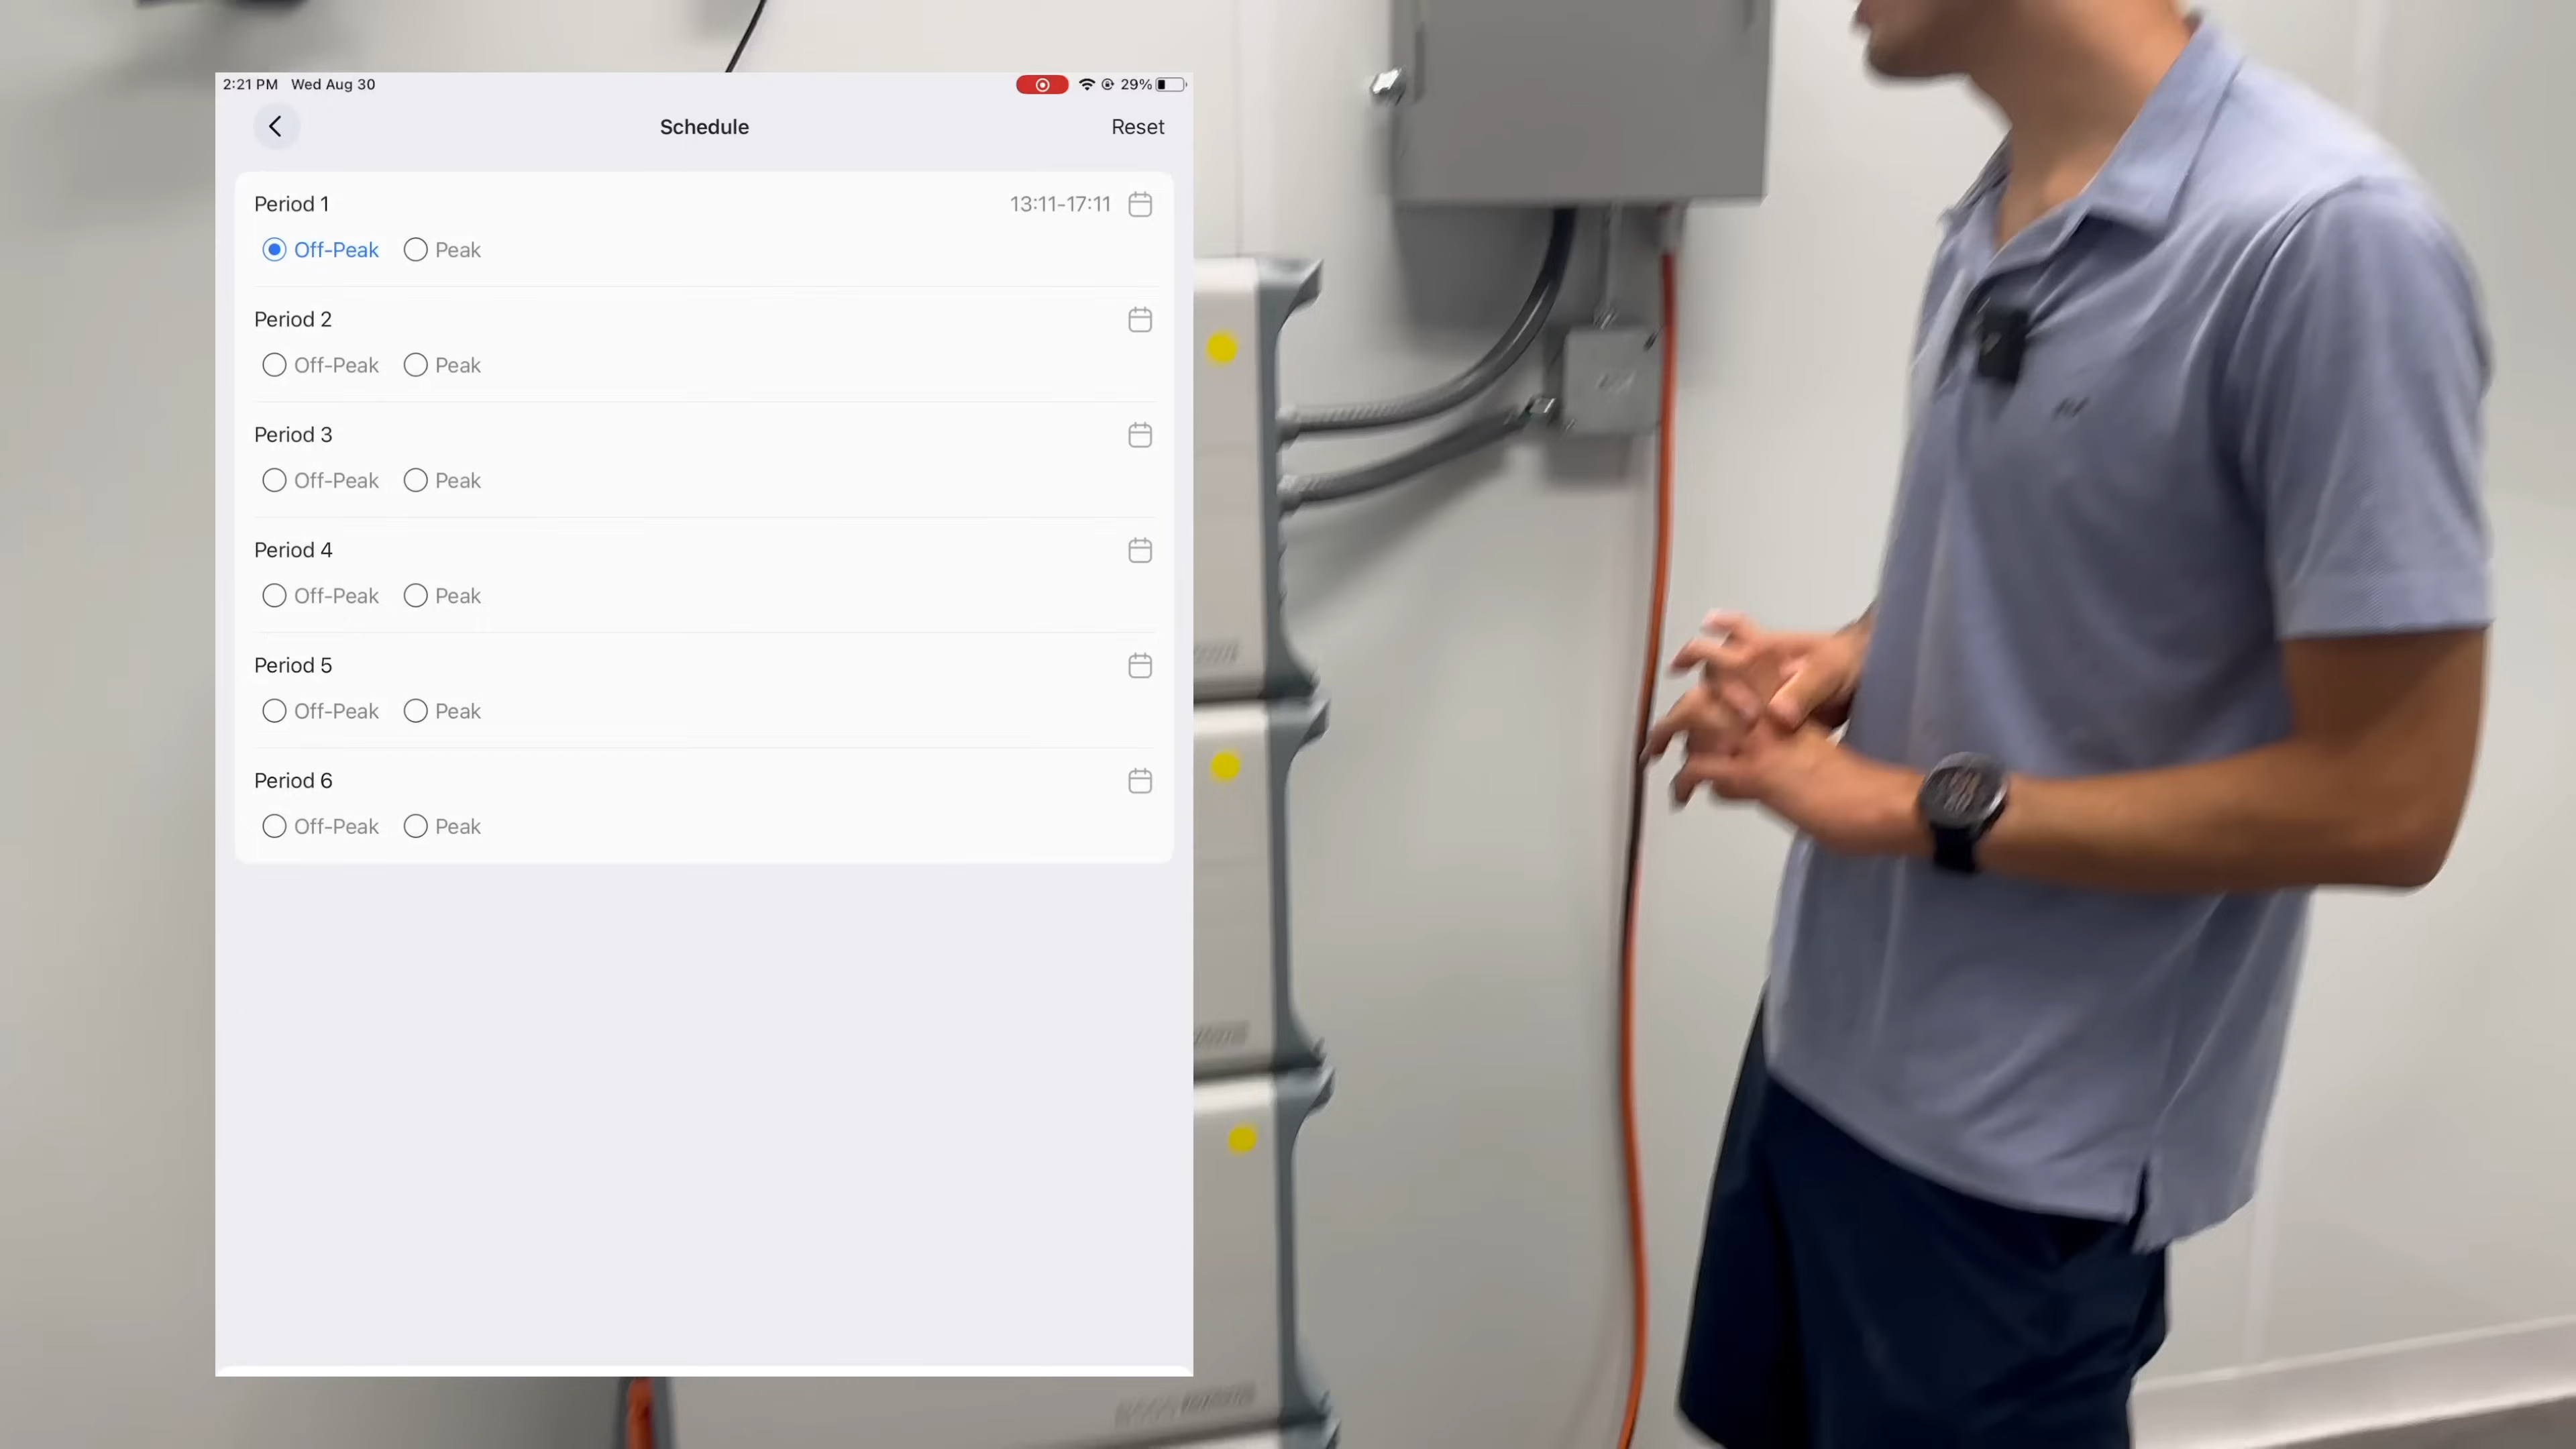 2:21 PM Wed Aug 30 29%
Schedule Reset
Period 1 13:11-17:11
Off-Peak Peak
Period 2
Off-Peak Peak
Period 3
Off-Peak Peak
Period 4
Off-Peak Peak
Period 5
Off-Peak Peak
Period 6
Off-Peak Peak